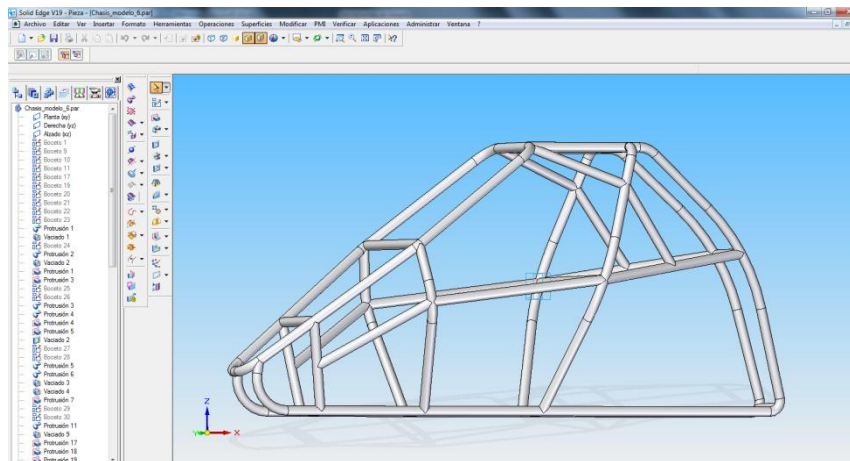 Solid Edge V19 - Pieza - [Chasis_modelo_6.par]
Archivo Editar Ver Insertar Formato Herramientas Operaciones Superficies Modificar PMI Verificar Aplicaciones Administrar Ventana ?
Chasis_modelo_6.par
Planta (xy)
Derecha (yz)
Alzado (xz)
Boceto 1
Boceto 9
Boceto 10
Boceto 11
Boceto 17
Boceto 19
Boceto 20
Boceto 21
Boceto 22
Boceto 23
Protrusión 1
Vaciado 1
Boceto 24
Protrusión 2
Vaciado 2
Protrusión 1
Protrusión 3
Boceto 25
Boceto 26
Protrusión 3
Protrusión 4
Protrusión 4
Protrusión 5
Vaciado 2
Boceto 27
Boceto 28
Protrusión 5
Protrusión 6
Vaciado 3
Vaciado 4
Protrusión 7
Boceto 29
Boceto 30
Protrusión 11
Vaciado 9
Protrusión 17
Protrusión 18
Protrusión 19
Z
Y
X